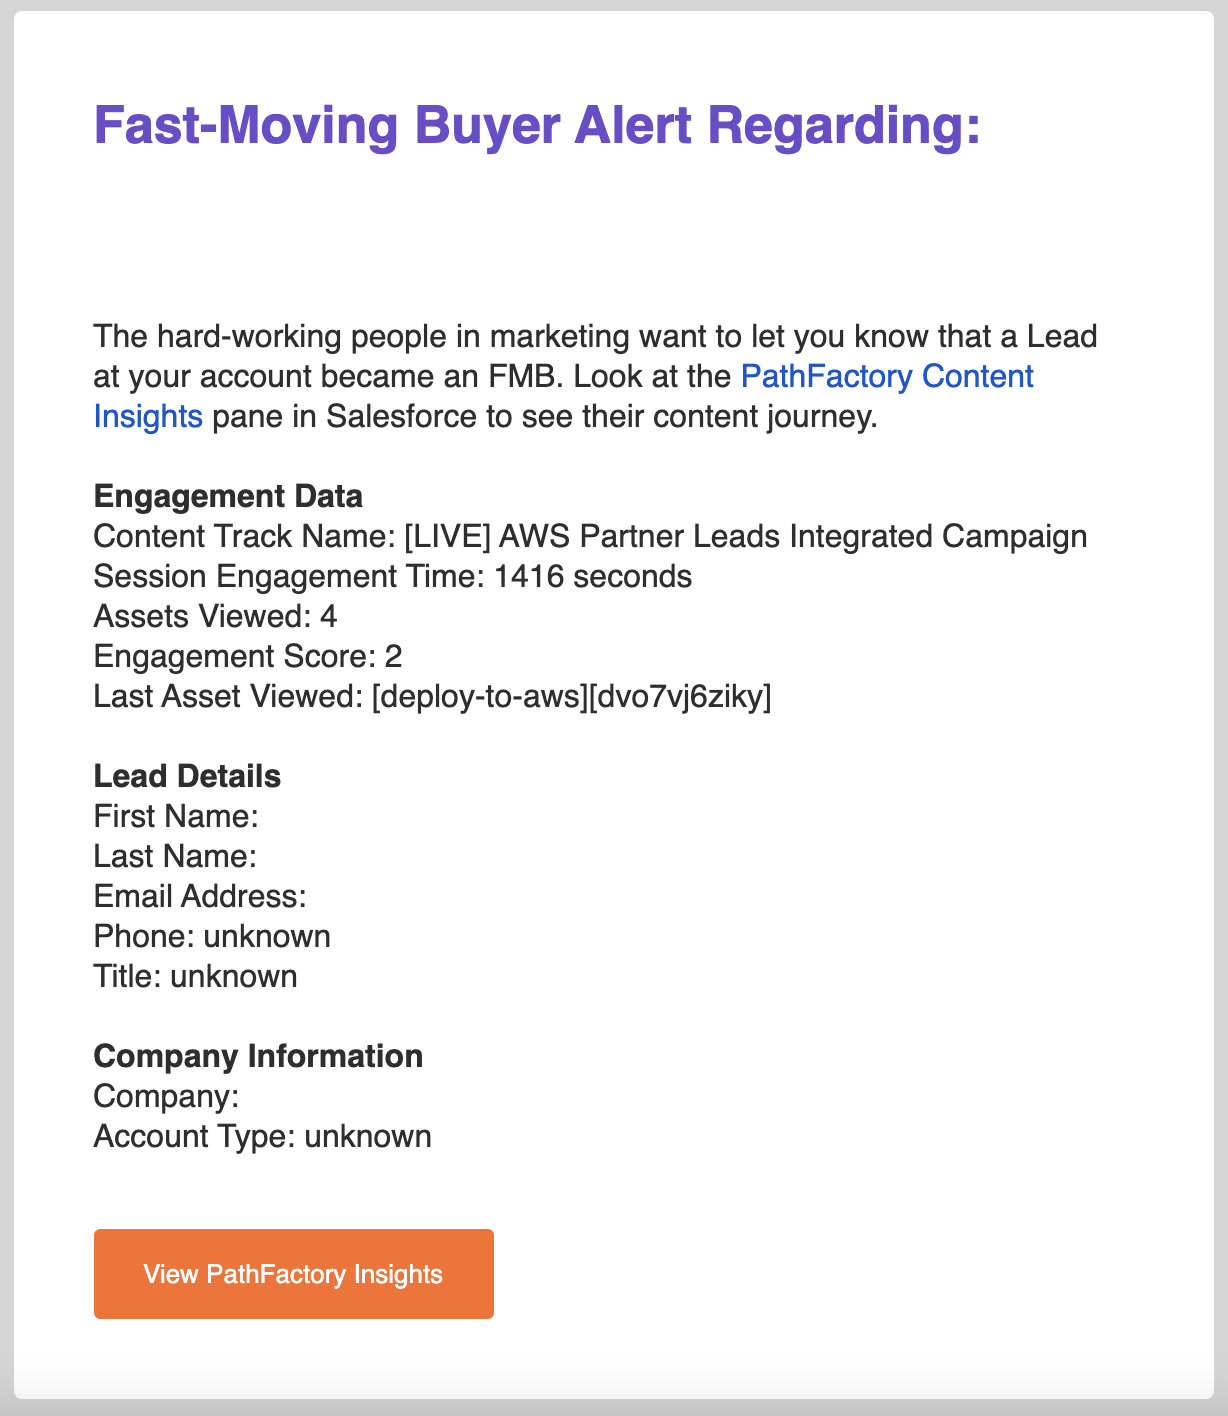 Fast-Moving Buyer Alert Regarding:
The hard-working people in marketing want to let you know that a Lead
at your account became an FMB. Look at the PathFactory Content
Insights pane in Salesforce to see their content journey.
Engagement Data
Content Track Name: [LIVE] AWS Partner Leads Integrated Campaign
Session Engagement Time: 1416 seconds
Assets Viewed: 4
Engagement Score: 2
Last Asset Viewed: [deploy-to-aws][dvo7vj6ziky]
Lead Details
First Name:
Last Name:
Email Address:
Phone: unknown
Title: unknown
Company Information
Company:
Account Type: unknown
View PathFactory Insights